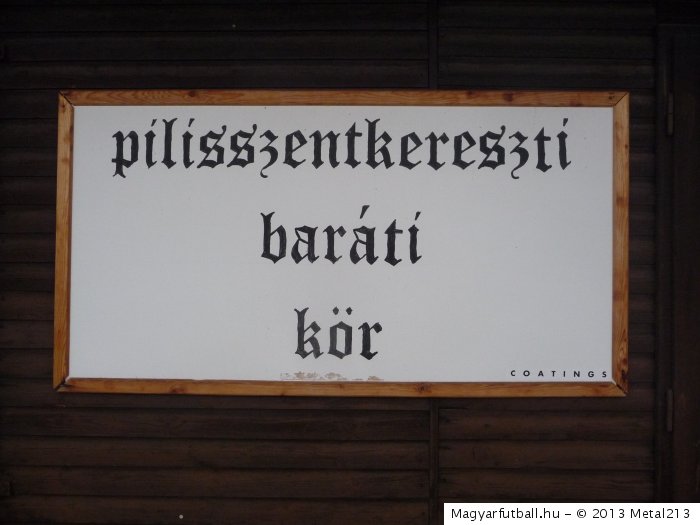 pilisszentkereszti
baráti
kör
COATINGS
Magyarfutball.hu – © 2013 Metal213